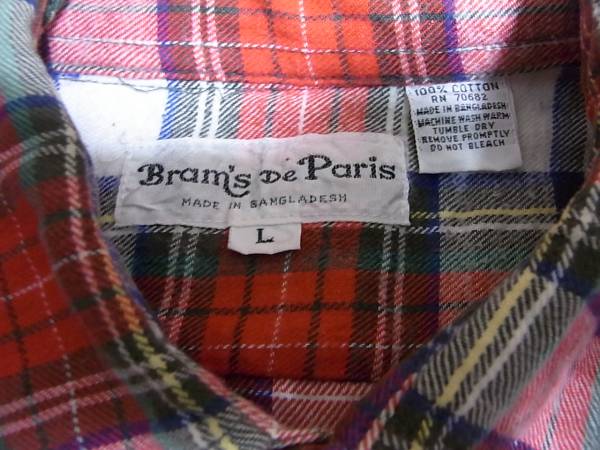 Bram's De Paris
MADE IN BANGLADESH
L
100% COTTON
RN 70682
MADE IN BANGLADESH
MACHINE WASH WARM
TUMBLE DRY
REMOVE PROMPTLY
DO NOT BLEACH